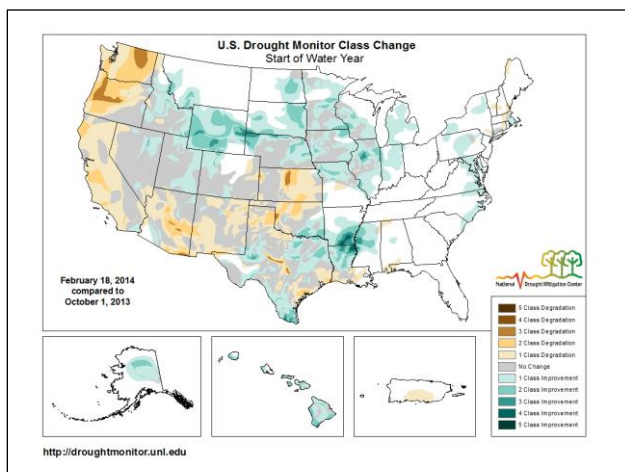 U.S. Drought Monitor Class Change
Start of Water Year
February 18, 2014
compared to
October 1, 2013
National Drought Mitigation Center
5 Class Degradation
4 Class Degradation
3 Class Degradation
2 Class Degradation
1 Class Degradation
No Change
1 Class Improvement
2 Class Improvement
3 Class Improvement
4 Class Improvement
5 Class Improvement
http://droughtmonitor.unl.edu